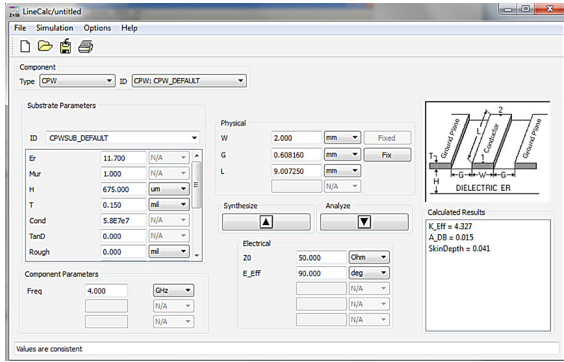 LineCalc/untitled
File Simulation Options Help
Component
Type CPW ID CPW: CPW_DEFAULT
Substrate Parameters
ID CPWSUB_DEFAULT
Er 11.700 N/A
Mur 1.000 N/A
H 675.000 um
T 0.150 mil
Cond 5.8E7e7 N/A
TanD 0.000 N/A
Rough 0.000 mil
Component Parameters
Freq 4.000 GHz
N/A
N/A
Physical
W 2.000 mm Fixed
G 0.608160 mm Fix
L 9.007250 mm
N/A
Synthesize Analyze
Electrical
Z0 50.000 Ohm
E_Eff 90.000 deg
N/A
N/A
N/A
2
Ground Plane
L
Conductor
Ground Plane
T
1
H
G W G
DIELECTRIC ER
Calculated Results
K_Eff = 4.327
A_DB = 0.015
SkinDepth = 0.041
Values are consistent